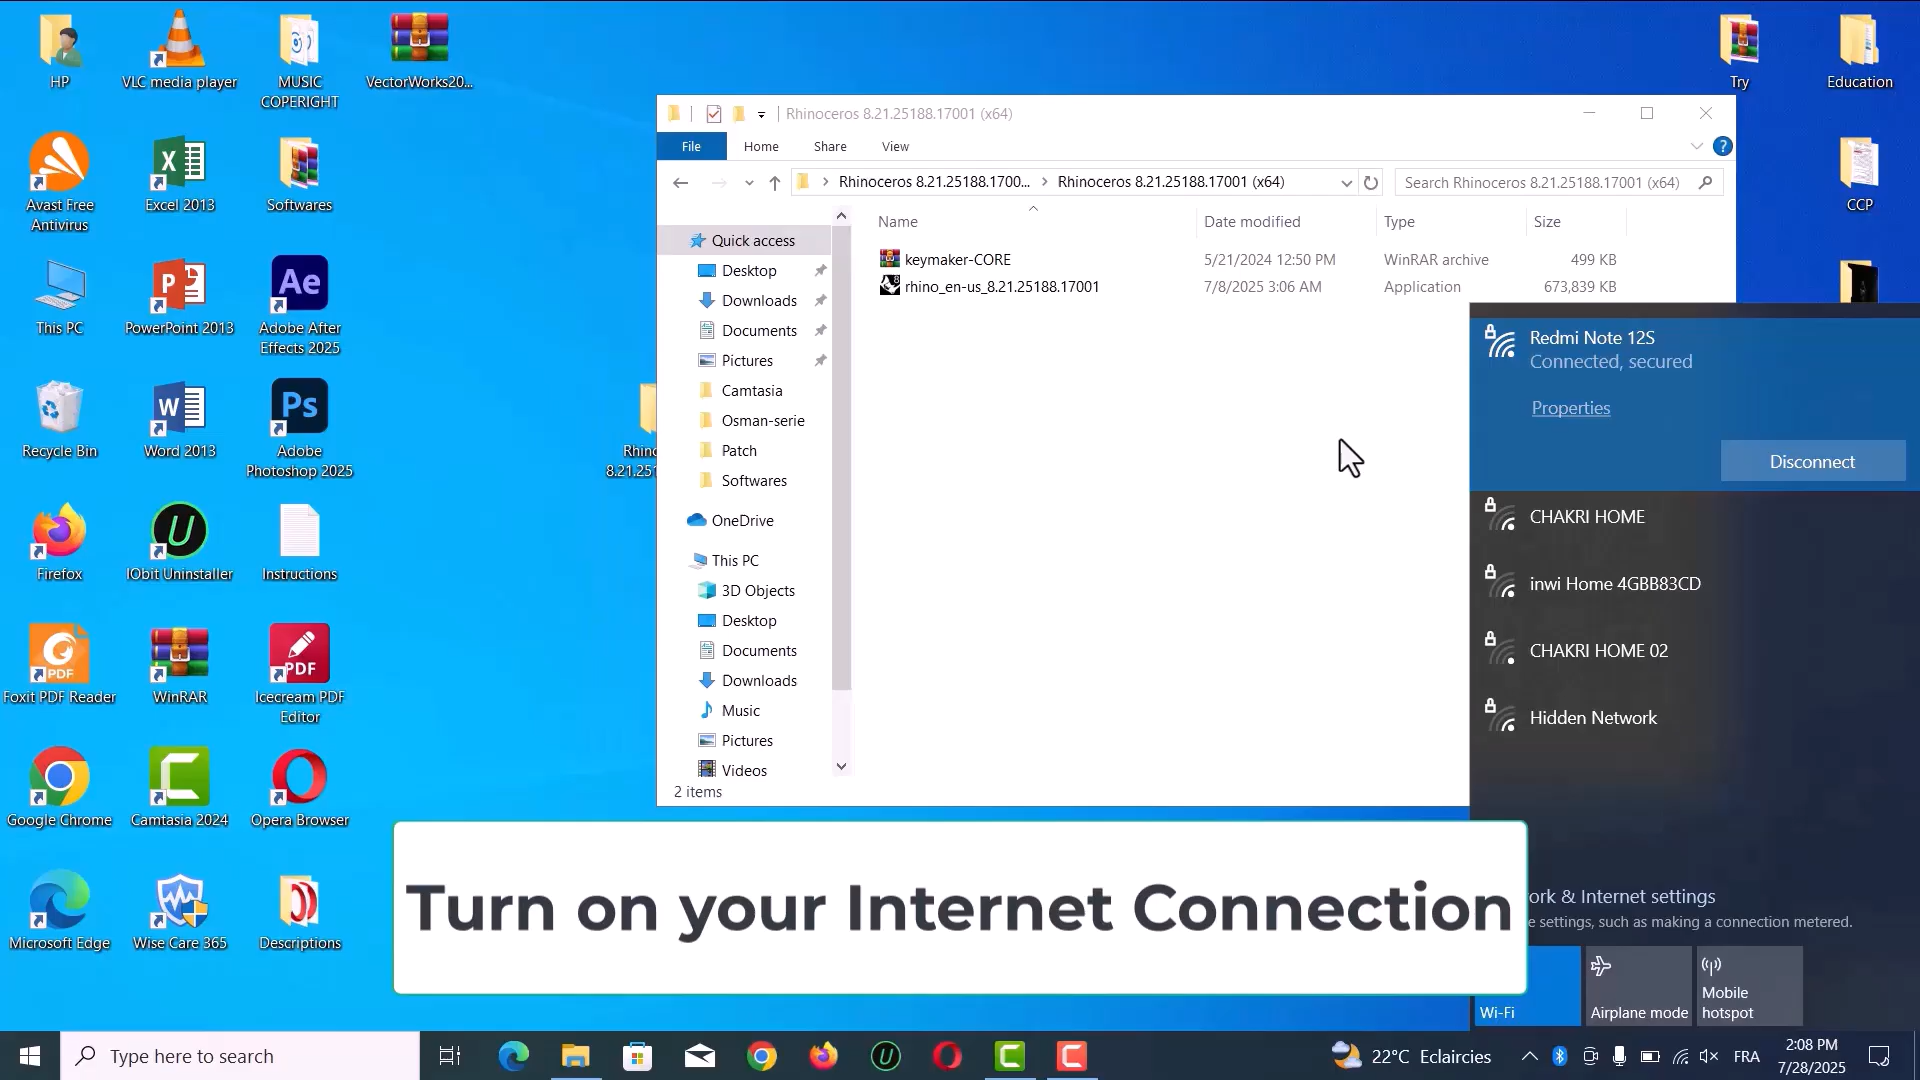 HP
VLC media player
MUSIC
COPERIGHT
VectorWorks20...
Try
Education
Avast Free
Antivirus
Excel 2013
Softwares
CCP
This PC
PowerPoint 2013
Adobe After
Effects 2025
Recycle Bin
Word 2013
Adobe
Photoshop 2025
Firefox
IObit Uninstaller
Instructions
Foxit PDF Reader
WinRAR
Icecream PDF
Editor
Google Chrome
Camtasia 2024
Opera Browser
Microsoft Edge
Wise Care 365
Descriptions
Rhinoceros 8.21.25188.17001 (x64)
File
Home
Share
View
Rhinoceros 8.21.25188.1700...
Rhinoceros 8.21.25188.17001 (x64)
Search Rhinoceros 8.21.25188.17001 (x64)
Name
Date modified
Type
Size
keymaker-CORE
5/21/2024 12:50 PM
WinRAR archive
499 KB
rhino_en-us_8.21.25188.17001
7/8/2025 3:06 AM
Application
673,839 KB
Quick access
Desktop
Downloads
Documents
Pictures
Camtasia
Osman-serie
Patch
Softwares
OneDrive
This PC
3D Objects
Desktop
Documents
Downloads
Music
Pictures
Videos
2 items
Redmi Note 12S
Connected, secured
Properties
Disconnect
CHAKRI HOME
inwi Home 4GBB83CD
CHAKRI HOME 02
Hidden Network
Turn on your Internet Connection
ork & Internet settings
e settings, such as making a connection metered.
Wi-Fi
Airplane mode
Mobile
hotspot
Type here to search
22°C Eclaircies
FRA
2:08 PM
7/28/2025